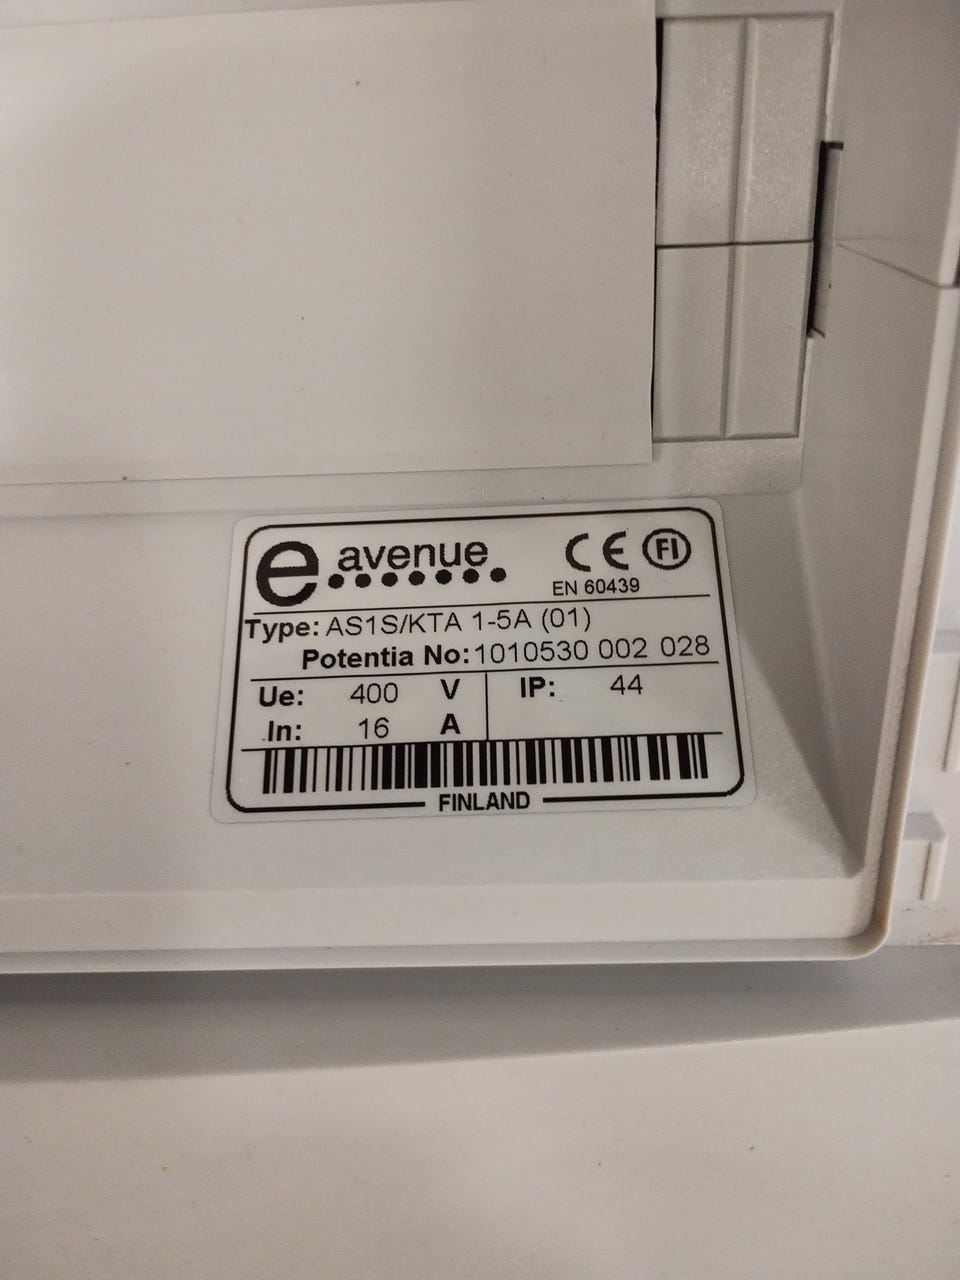 e avenue
CE FI
EN 60439
Type: AS1S/KTA 1-5A (01)
Potentia No: 1010530 002 028
Ue: 400 V IP: 44
In: 16 A
FINLAND